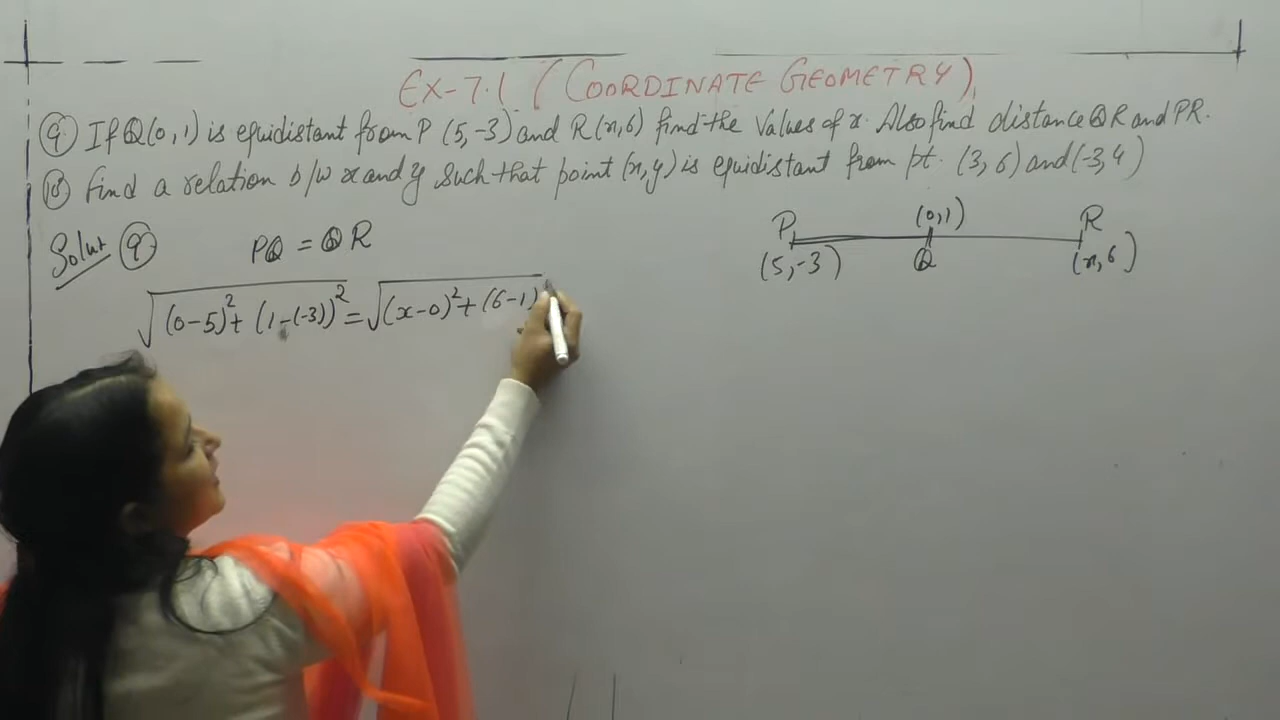 EX-7.1 (COORDINATE GEOMETRY)
9 If Q(0,1) is equidistant from P (5,-3) and R(x,6) find the Values of x. Also find distance QR and PR.
10 Find a relation b/w x and y such that point (x,y) is equidistant from pt. (3,6) and (-3,4)
Solut 9 PQ = QR
√(0-5)²+(1-(-3))² = √(x-0)²+(6-1)
P (0,1) R
(5,-3) Q (x,6)